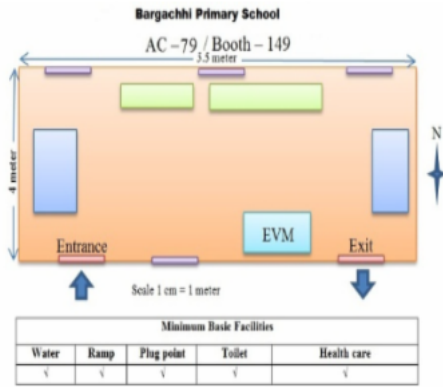 Bargachhi Primary School
AC – 79 / Booth – 149
5.5 meter
4 meter
N
EVM
Entrance
Exit
Scale 1 cm = 1 meter
Minimum Basic Facilities
Water Ramp Plug point Toilet Health care
√ √ √ √ √